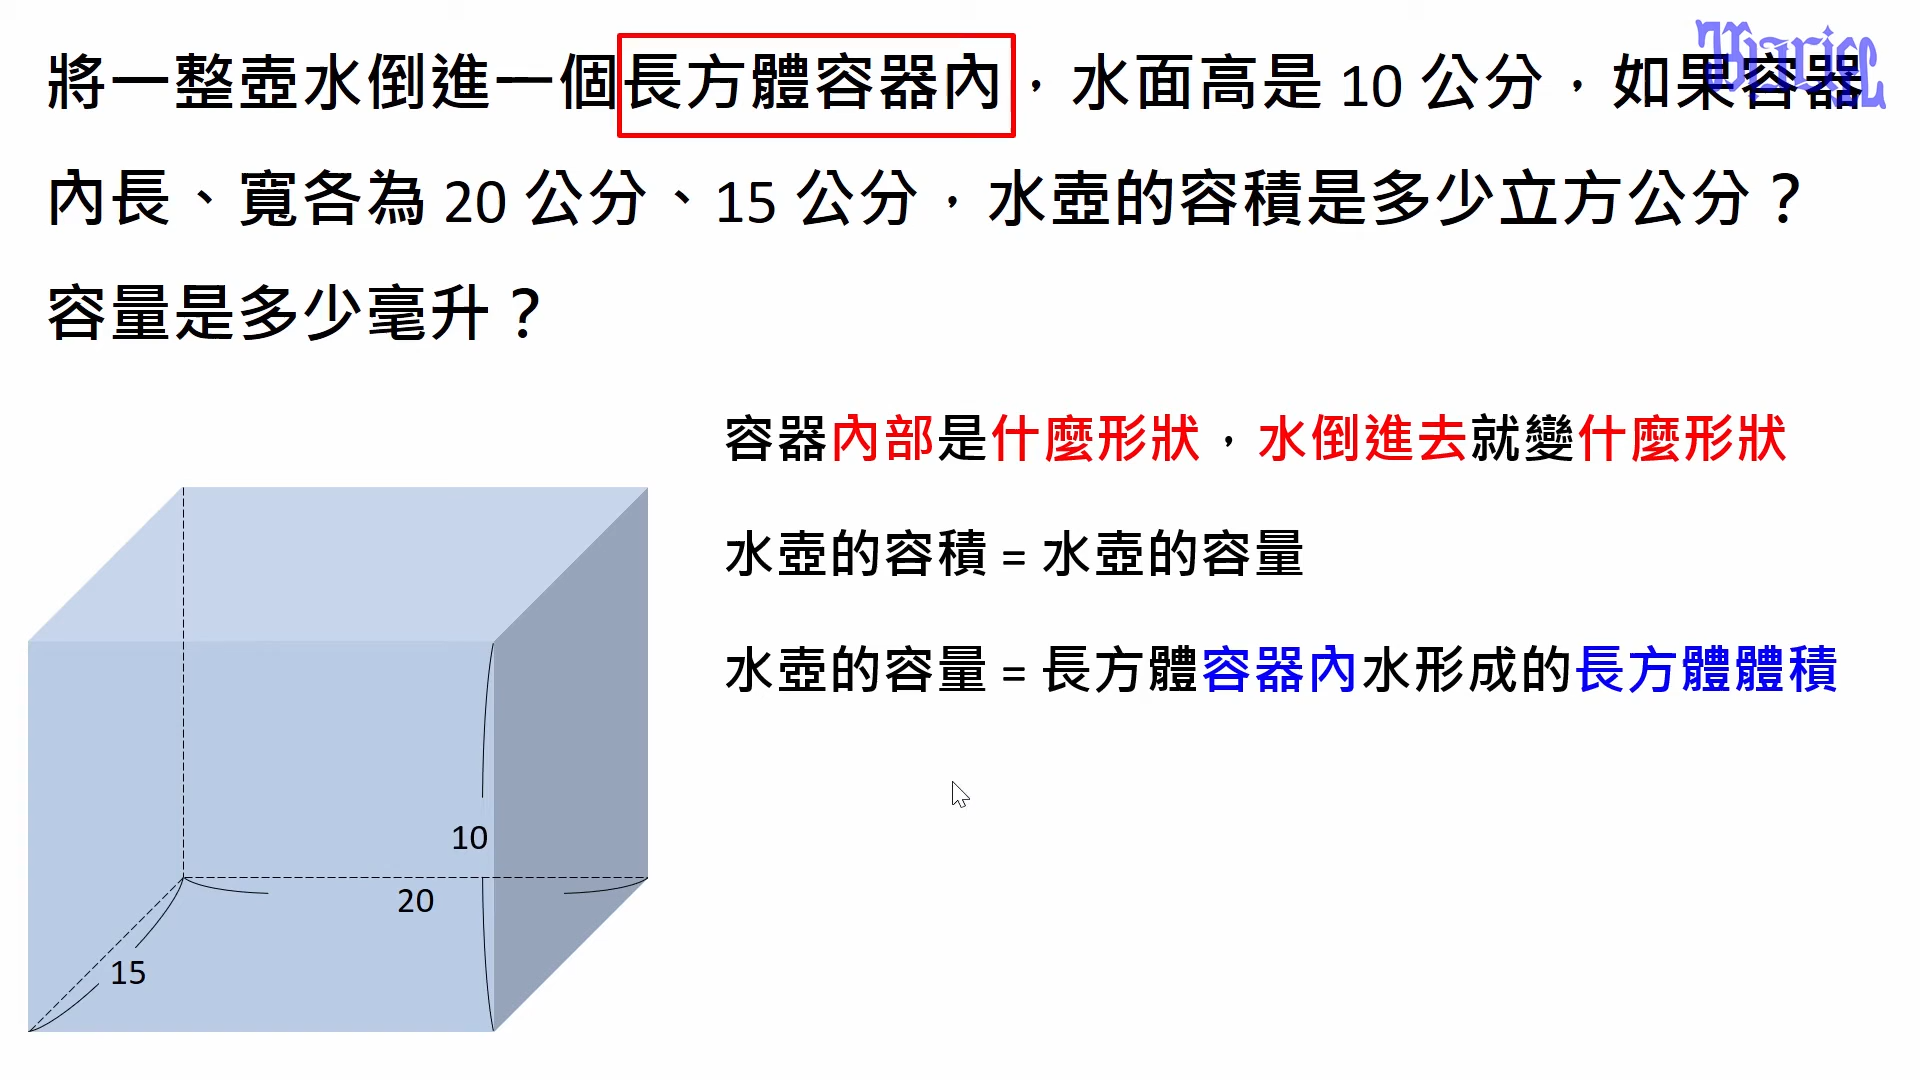 將一整壺水倒進一個長方體容器內，水面高是 10 公分，如果容器
內長、寬各為 20 公分、15 公分，水壺的容積是多少立方公分？
容量是多少毫升？
容器內部是什麼形狀，水倒進去就變什麼形狀
水壺的容積 = 水壺的容量
水壺的容量 = 長方體容器內水形成的長方體體積
10
20
15